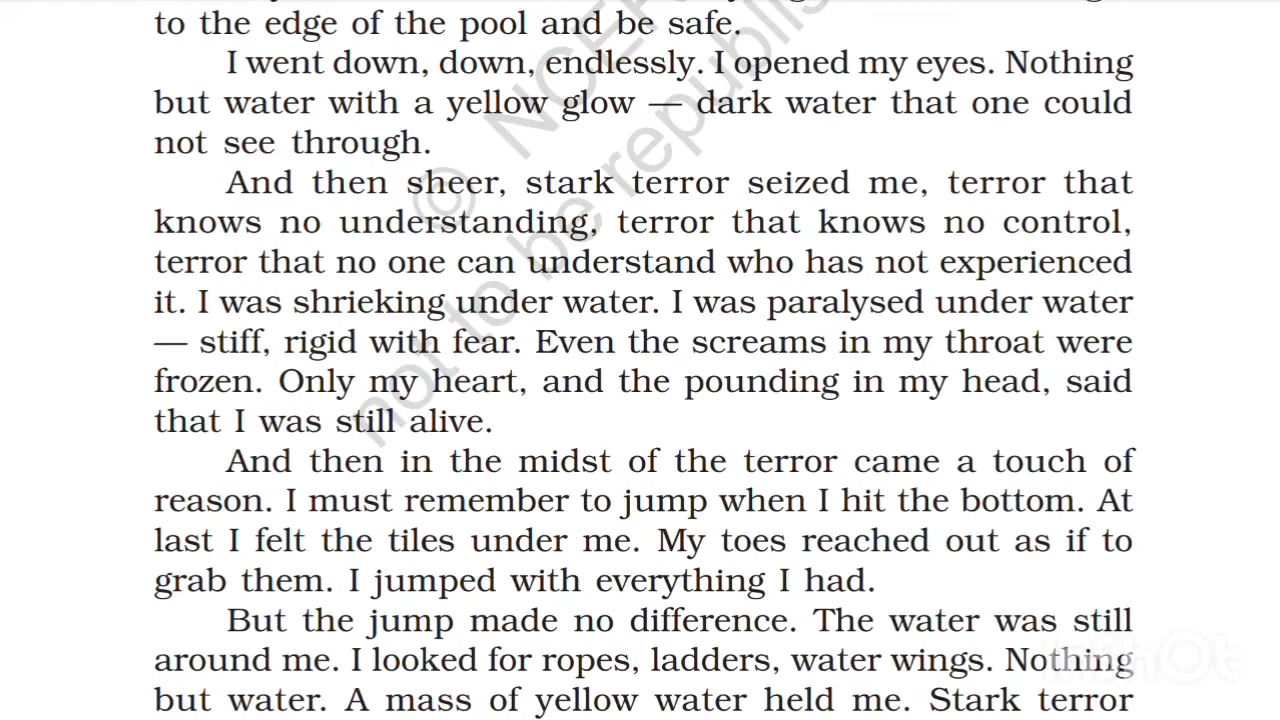 to the edge of the pool and be safe.
I went down, down, endlessly. I opened my eyes. Nothing
but water with a yellow glow — dark water that one could
not see through.
And then sheer, stark terror seized me, terror that
knows no understanding, terror that knows no control,
terror that no one can understand who has not experienced
it. I was shrieking under water. I was paralysed under water
— stiff, rigid with fear. Even the screams in my throat were
frozen. Only my heart, and the pounding in my head, said
that I was still alive.
And then in the midst of the terror came a touch of
reason. I must remember to jump when I hit the bottom. At
last I felt the tiles under me. My toes reached out as if to
grab them. I jumped with everything I had.
But the jump made no difference. The water was still
around me. I looked for ropes, ladders, water wings. Nothing
but water. A mass of yellow water held me. Stark terror
© NCER
not to be republis
InShOt